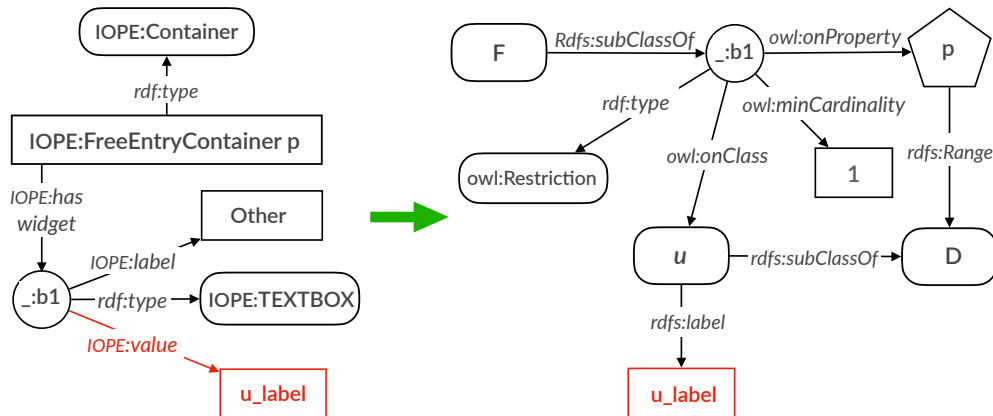 IOPE:Container
rdf:type
IOPE:FreeEntryContainer p
IOPE:has
widget
Other
IOPE:label
_:b1
rdf:type
IOPE:TEXTBOX
IOPE:value
u_label
F
Rdfs:subClassOf
_:b1
owl:onProperty
p
rdf:type
owl:minCardinality
owl:onClass
rdfs:Range
owl:Restriction
1
u
rdfs:subClassOf
D
rdfs:label
u_label